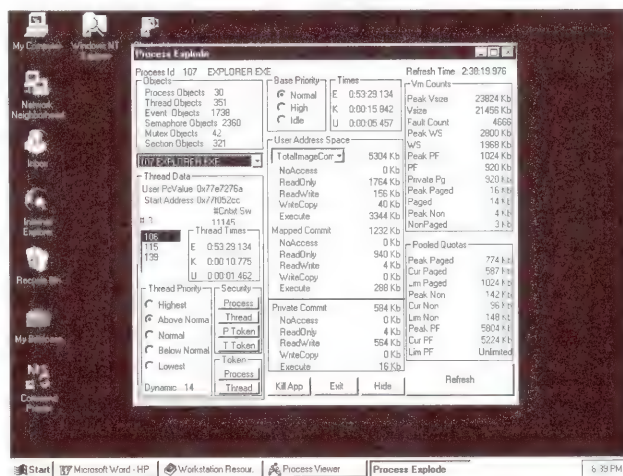 My Computer
Windows NT
Network
Neighborhood
Inbox
Internet
Explorer
Recycle Bin
My Briefcase
Process Explode
Process Id 107 EXPLORER EXE
Refresh Time 2:38:19.976
Objects
Process Objects 30
Thread Objects 351
Event Objects 1738
Semaphore Objects 2360
Mutex Objects 42
Section Objects 321
107 EXPLORER.EXE
Thread Data
User PcValue 0x77e7276a
Start Address 0x77f052cc
#Cntxt Sw
# 3 11145
108
115
139
Thread Times
E 0:53:29.134
K 0:00:10.775
U 0:00:01.462
Thread Priority
Highest
Above Norma
Normal
Below Normal
Lowest
Dynamic 14
Security
Process
Thread
P Token
T Token
Token
Process
Thread
Base Priority
Normal
High
Idle
Times
E 0:53:29.134
K 0:00:15.942
U 0:00:05.457
User Address Space
TotalImageCom 5304 Kb
NoAccess 0 Kb
ReadOnly 1764 Kb
ReadWrite 156 Kb
WriteCopy 40 Kb
Execute 3344 Kb
Mapped Commit 1232 Kb
NoAccess 0 Kb
ReadOnly 940 Kb
ReadWrite 4 Kb
WriteCopy 0 Kb
Execute 288 Kb
Private Commit 584 Kb
NoAccess 0 Kb
ReadOnly 4 Kb
ReadWrite 564 Kb
WriteCopy 0 Kb
Execute 16 Kb
Kill App
Exit
Hide
Vm Counts
Peak Vsize 23824 Kb
Vsize 21456 Kb
Fault Count 4666
Peak WS 2800 Kb
WS 1968 Kb
Peak PF 1024 Kb
PF 920 Kb
Private Pg 920 Kb
Peak Paged 16 Kb
Paged 14 Kb
Peak Non 4 Kb
NonPaged 3 Kb
Pooled Quotas
Peak Paged 774 Kb
Cur Paged 587 Kb
Lim Paged 1024 Kb
Peak Non 142 Kb
Cur Non 96 Kb
Lim Non 148 Kb
Peak PF 5804 Kb
Cur PF 5224 Kb
Lim PF Unlimited
Refresh
Start
Microsoft Word - HP
Workstation Resour.
Process Viewer
Process Explode
6:39 PM